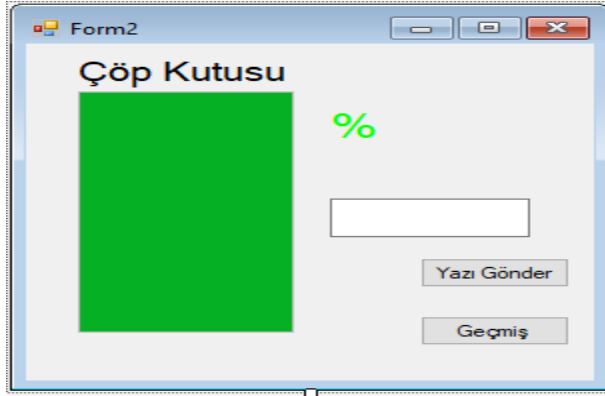 Form2
Çöp Kutusu
%
Yazı Gönder
Geçmiş